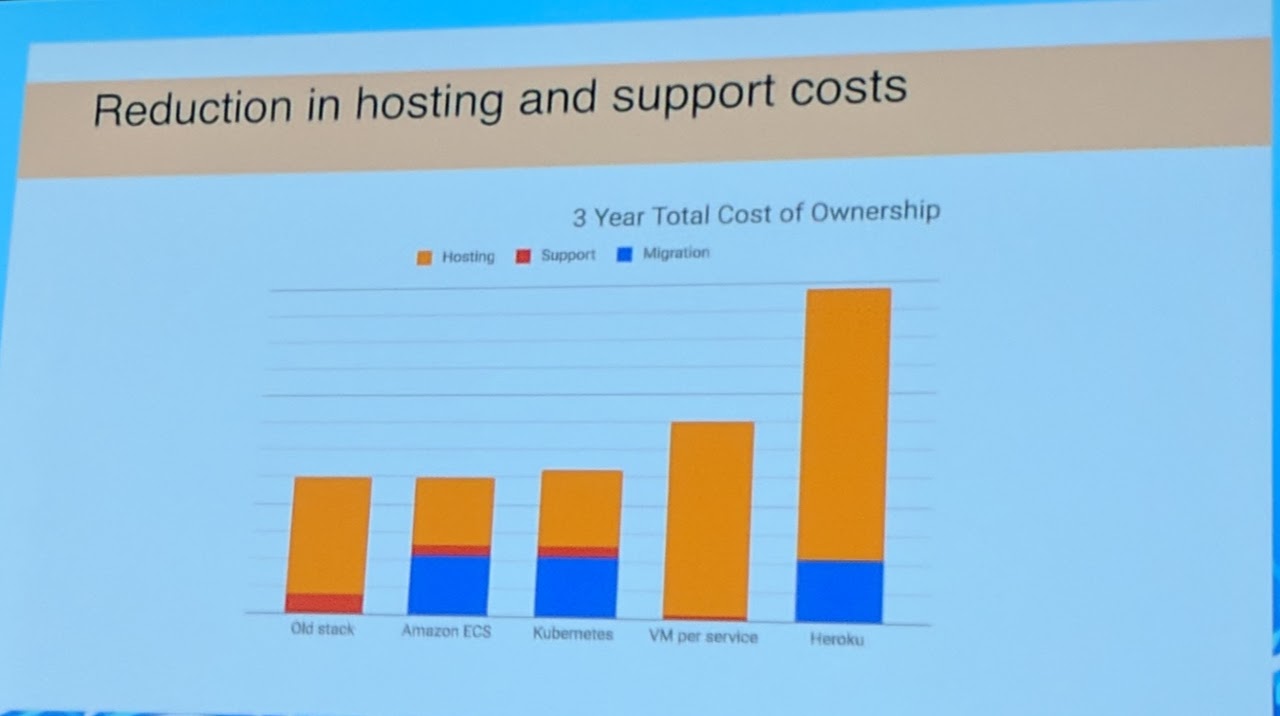 Reduction in hosting and support costs
3 Year Total Cost of Ownership
Hosting Support Migration
Old stack Amazon ECS Kubernetes VM per service Heroku